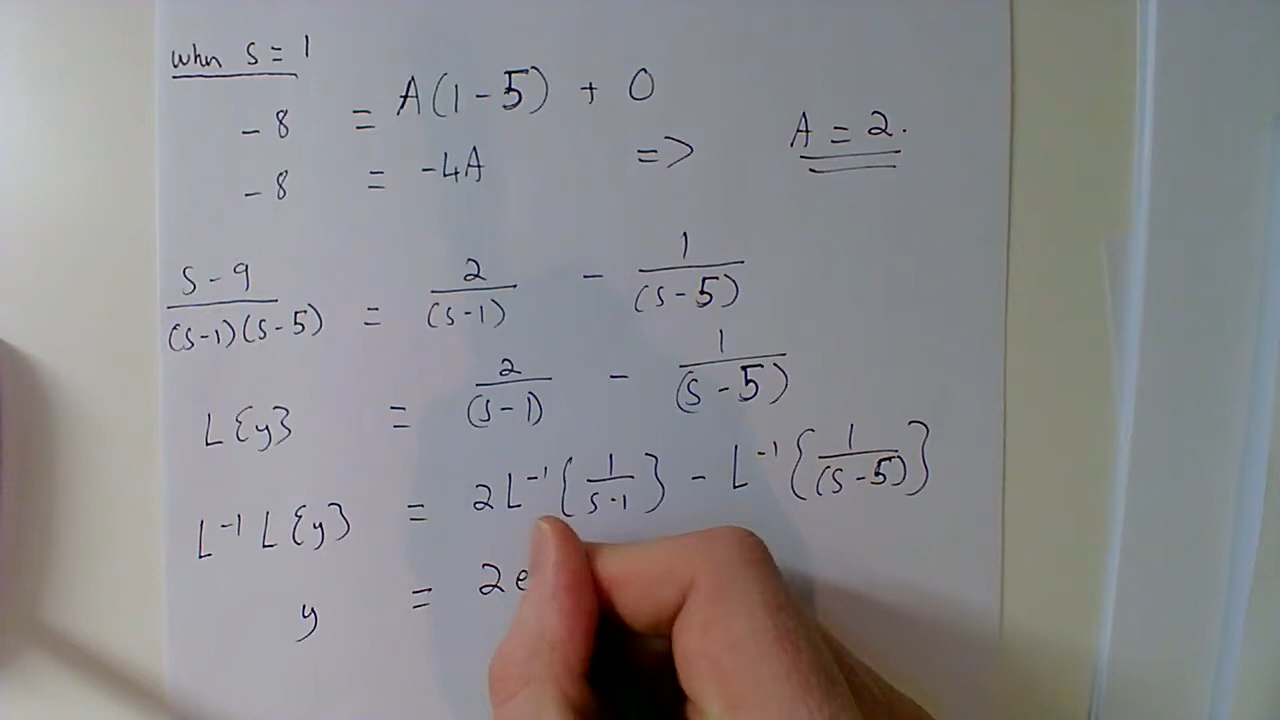 when s = 1
-8 = A(1-5) + 0
-8 = -4A => A = 2.
s-9/(s-1)(s-5) = 2/(s-1) - 1/(s-5)
L{y} = 2/(s-1) - 1/(s-5)
L⁻¹ L{y} = 2L⁻¹{1/s-1} - L⁻¹{1/(s-5)}
y = 2e